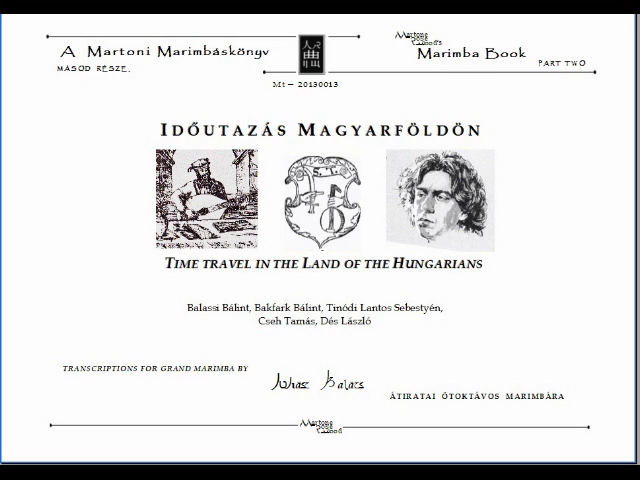 A Martoni Marimbáskönyv
MÁSOD RÉSZE.
Marimba Book
PART TWO
Mt – 20130013
IDŐUTAZÁS MAGYARFÖLDÖN
S. T.
TIME TRAVEL IN THE LAND OF THE HUNGARIANS
Balassi Bálint, Bakfark Bálint, Tinódi Lantos Sebestyén,
Cseh Tamás, Dés László
TRANSCRIPTIONS FOR GRAND MARIMBA BY
Juhász Balázs
ÁTIRATAI ÖTOKTÁVOS MARIMBÁRA